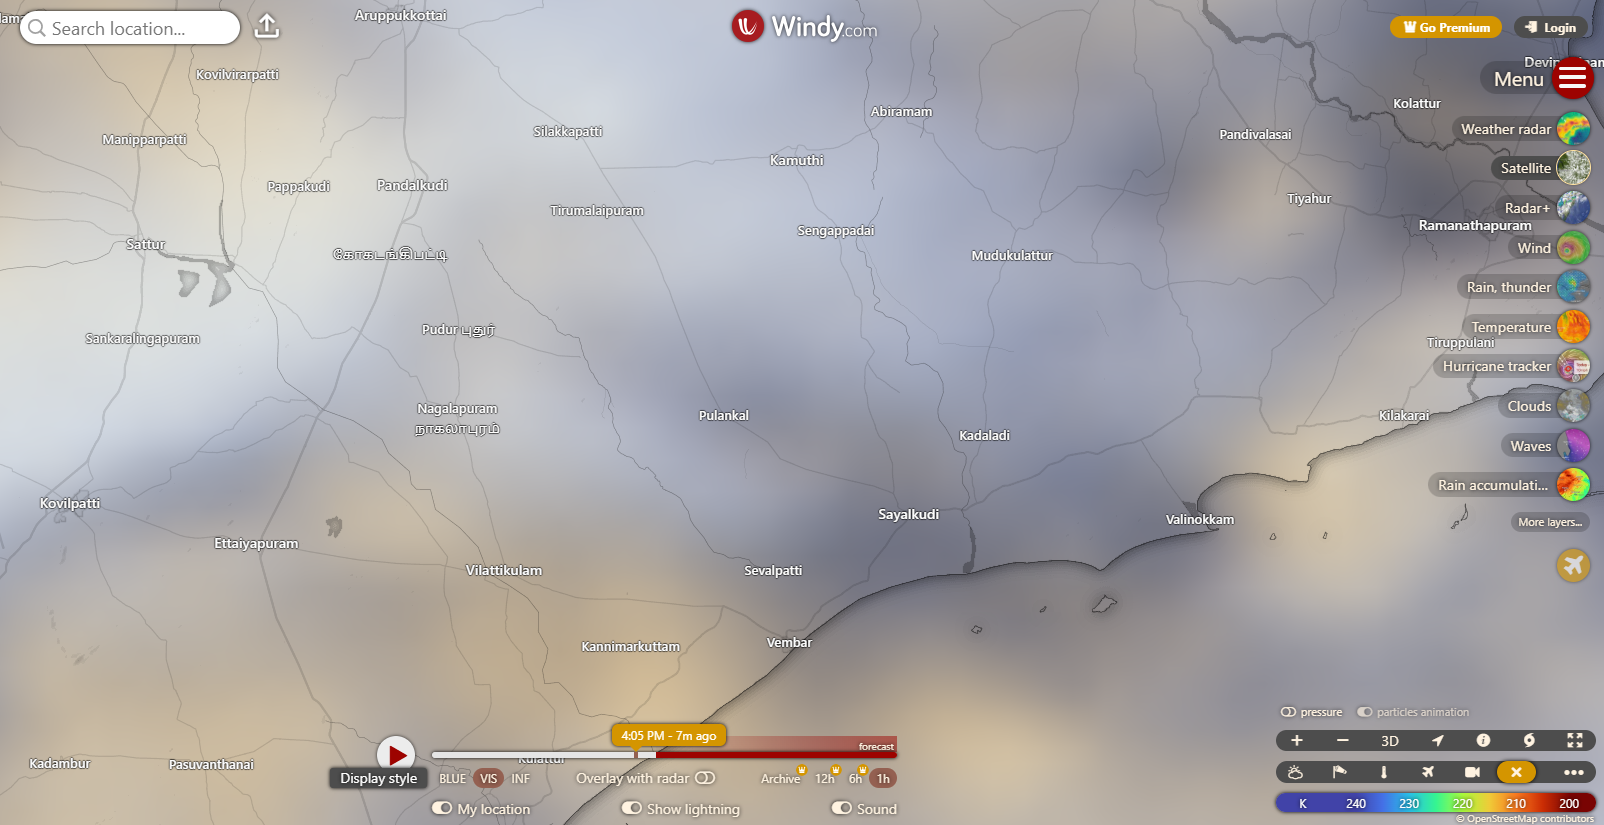 Aruppukkottai
Search location...
Windy.com
Go Premium
Login
Menu
Kovilvirarpatti
Kolattur
Abiramam
Weather radar
Silakkapatti
Pandivalasai
Manipparpatti
Kamuthi
Satellite
Pappakudi
Pandalkudi
Tiyahur
Radar+
Tirumalaipuram
Ramanathapuram
Sengappadai
Sattur
Wind
கோகடங்கிபட்டி
Mudukulattur
Rain, thunder
Temperature
Pudur புதுர்
Sankaralingapuram
Tiruppulani
Hurricane tracker
Clouds
Nagalapuram
நாகலாபுரம்
Pulankal
Kilakarai
Kadaladi
Waves
Rain accumulati...
Kovilpatti
Sayalkudi
Valinokkam
More layers...
Ettaiyapuram
Vilattikulam
Sevalpatti
Vembar
Kannimarkuttam
pressure
particles animation
4:05 PM - 7m ago
forecast
3D
Kadambur
Pasuvanthanai
Kulattur
Display style
BLUE
VIS
INF
Overlay with radar
Archive
12h
6h
1h
K
240
230
220
210
200
My location
Show lightning
Sound
© OpenStreetMap contributors